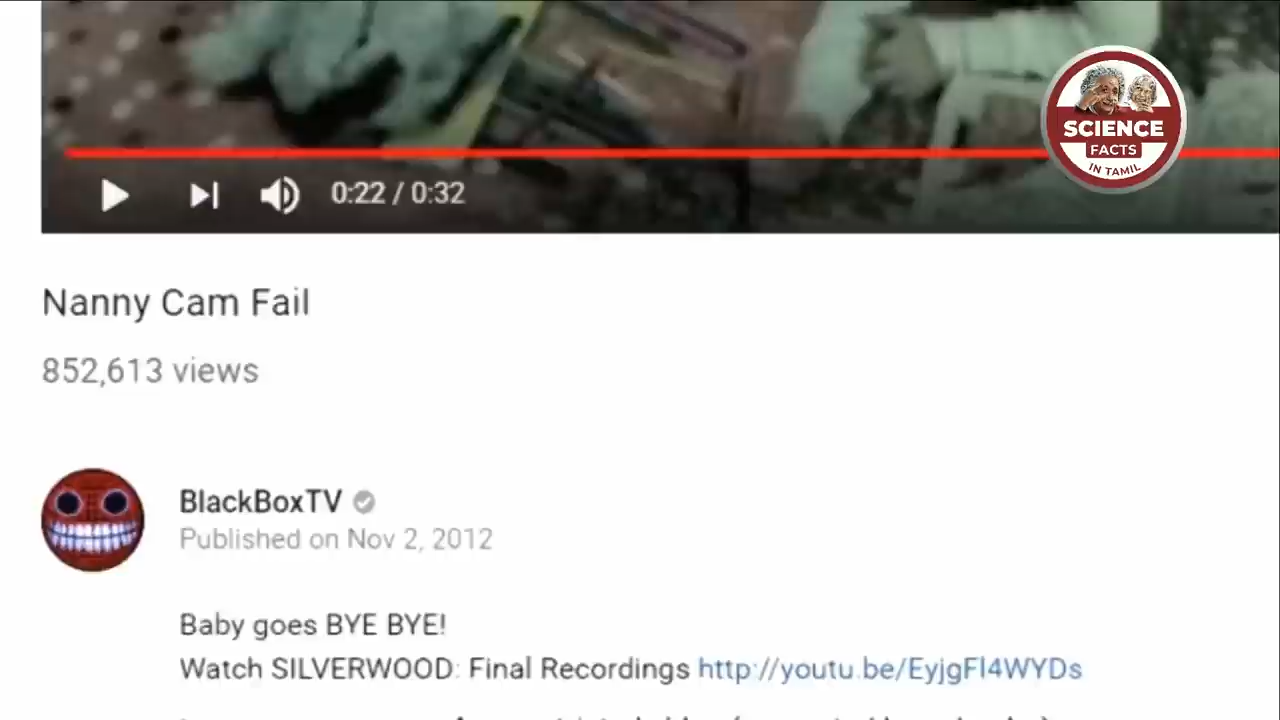 SCIENCE
FACTS
IN TAMIL
0:22 / 0:32
Nanny Cam Fail
852,613 views
BlackBoxTV
Published on Nov 2, 2012
Baby goes BYE BYE!
Watch SILVERWOOD: Final Recordings http://youtu.be/EyjgFl4WYDs